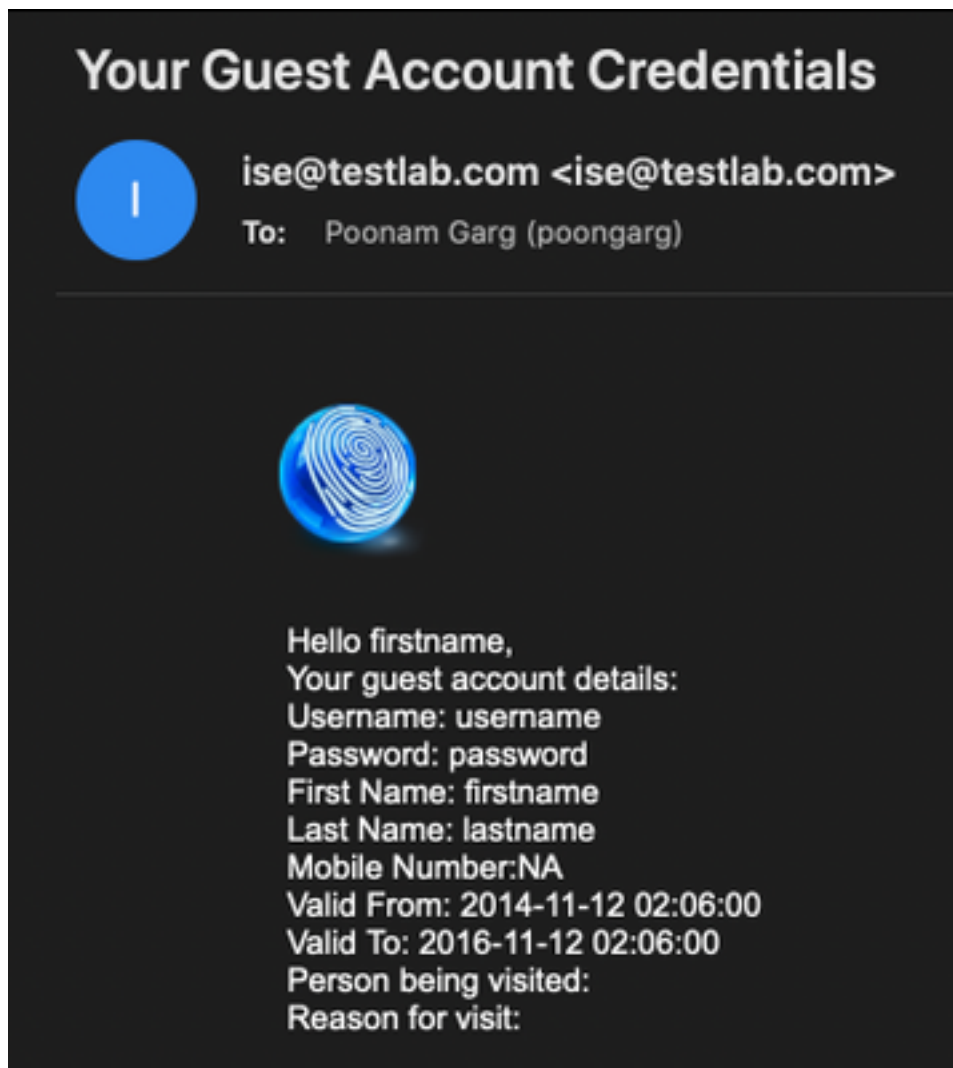 Your Guest Account Credentials
I
ise@testlab.com <ise@testlab.com>
To: Poonam Garg (poongarg)
Hello firstname,
Your guest account details:
Username: username
Password: password
First Name: firstname
Last Name: lastname
Mobile Number:NA
Valid From: 2014-11-12 02:06:00
Valid To: 2016-11-12 02:06:00
Person being visited:
Reason for visit: